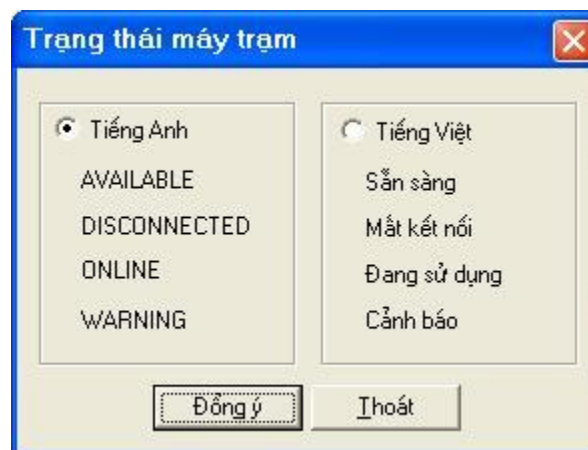 Trạng thái máy trạm
Tiếng Anh
AVAILABLE
DISCONNECTED
ONLINE
WARNING
Tiếng Việt
Sẵn sàng
Mất kết nối
Đang sử dụng
Cảnh báo
Đồng ý
Thoát